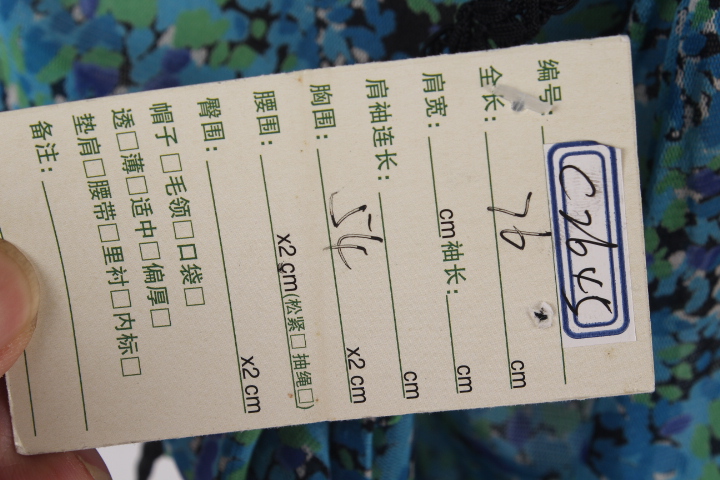 编号: C2645
全长: 76 cm
肩宽: cm 袖长: cm
肩袖连长: cm
胸围: 54 x2 cm
腰围: x2 cm(松紧□抽绳□)
臀围: x2 cm
帽子□毛领□口袋□
透□薄□适中□偏厚□
垫肩□腰带□里衬□内标□
备注: